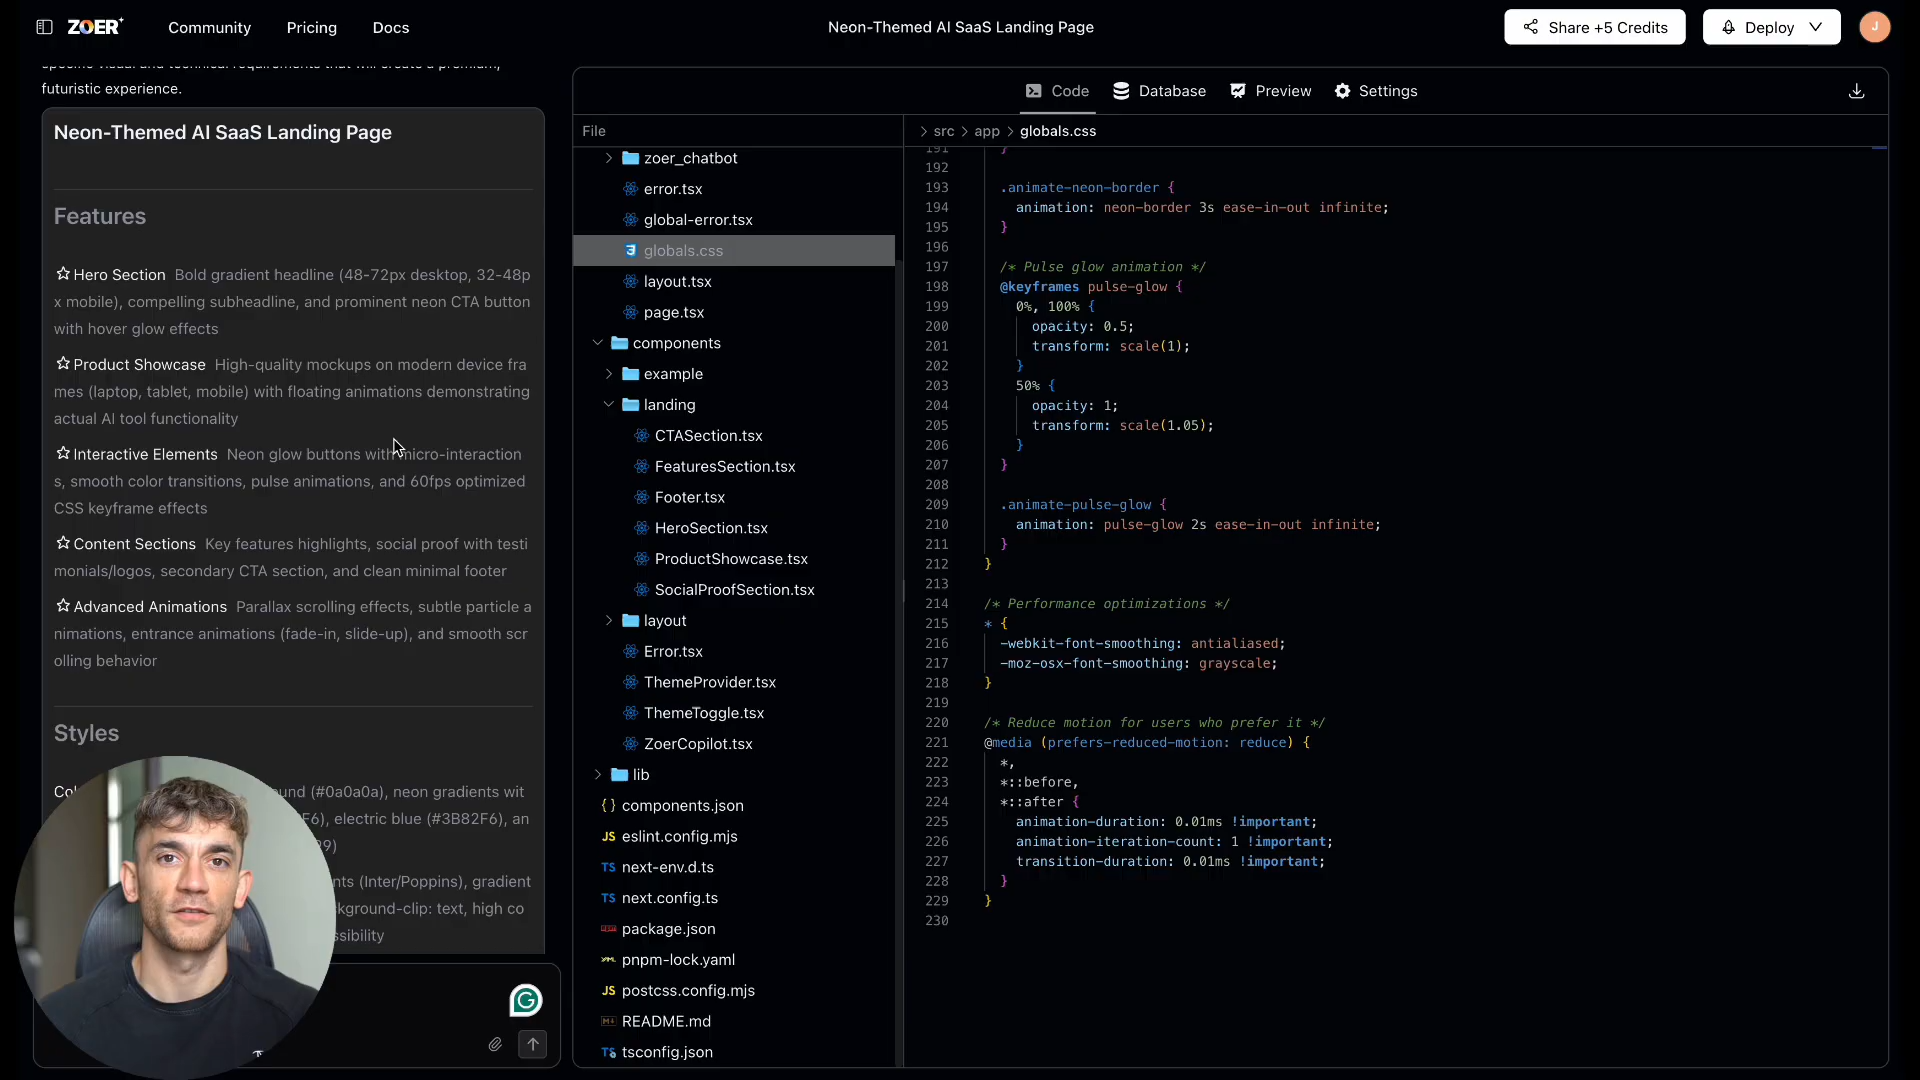 ZOER
Community
Pricing
Docs
Neon-Themed AI SaaS Landing Page
Share +5 Credits
Deploy
J
specific visual and technical requirements that will create a premium,
futuristic experience.
Neon-Themed AI SaaS Landing Page
Features
Hero Section Bold gradient headline (48-72px desktop, 32-48p
x mobile), compelling subheadline, and prominent neon CTA button
with hover glow effects
Product Showcase High-quality mockups on modern device fra
mes (laptop, tablet, mobile) with floating animations demonstrating
actual AI tool functionality
Interactive Elements Neon glow buttons with micro-interaction
s, smooth color transitions, pulse animations, and 60fps optimized
CSS keyframe effects
Content Sections Key features highlights, social proof with testi
monials/logos, secondary CTA section, and clean minimal footer
Advanced Animations Parallax scrolling effects, subtle particle a
nimations, entrance animations (fade-in, slide-up), and smooth scr
olling behavior
Styles
(#0a0a0a), neon gradients wit
F6), electric blue (#3B82F6), an
(Inter/Poppins), gradient
kground-clip: text, high co
Code
Database
Preview
Settings
File
zoer_chatbot
error.tsx
global-error.tsx
globals.css
layout.tsx
page.tsx
components
example
landing
CTASection.tsx
FeaturesSection.tsx
Footer.tsx
HeroSection.tsx
ProductShowcase.tsx
SocialProofSection.tsx
layout
Error.tsx
ThemeProvider.tsx
ThemeToggle.tsx
ZoerCopilot.tsx
lib
{ } components.json
JS eslint.config.mjs
TS next-env.d.ts
TS next.config.ts
package.json
pnpm-lock.yaml
JS postcss.config.mjs
README.md
TS tsconfig.json
> src > app > globals.css
191 }
192
193 .animate-neon-border {
194 animation: neon-border 3s ease-in-out infinite;
195 }
196
197 /* Pulse glow animation */
198 @keyframes pulse-glow {
199 0%, 100% {
200 opacity: 0.5;
201 transform: scale(1);
202 }
203 50% {
204 opacity: 1;
205 transform: scale(1.05);
206 }
207 }
208
209 .animate-pulse-glow {
210 animation: pulse-glow 2s ease-in-out infinite;
211 }
212 }
213
214 /* Performance optimizations */
215 * {
216 -webkit-font-smoothing: antialiased;
217 -moz-osx-font-smoothing: grayscale;
218 }
219
220 /* Reduce motion for users who prefer it */
221 @media (prefers-reduced-motion: reduce) {
222 *,
223 *::before,
224 *::after {
225 animation-duration: 0.01ms !important;
226 animation-iteration-count: 1 !important;
227 transition-duration: 0.01ms !important;
228 }
229 }
230